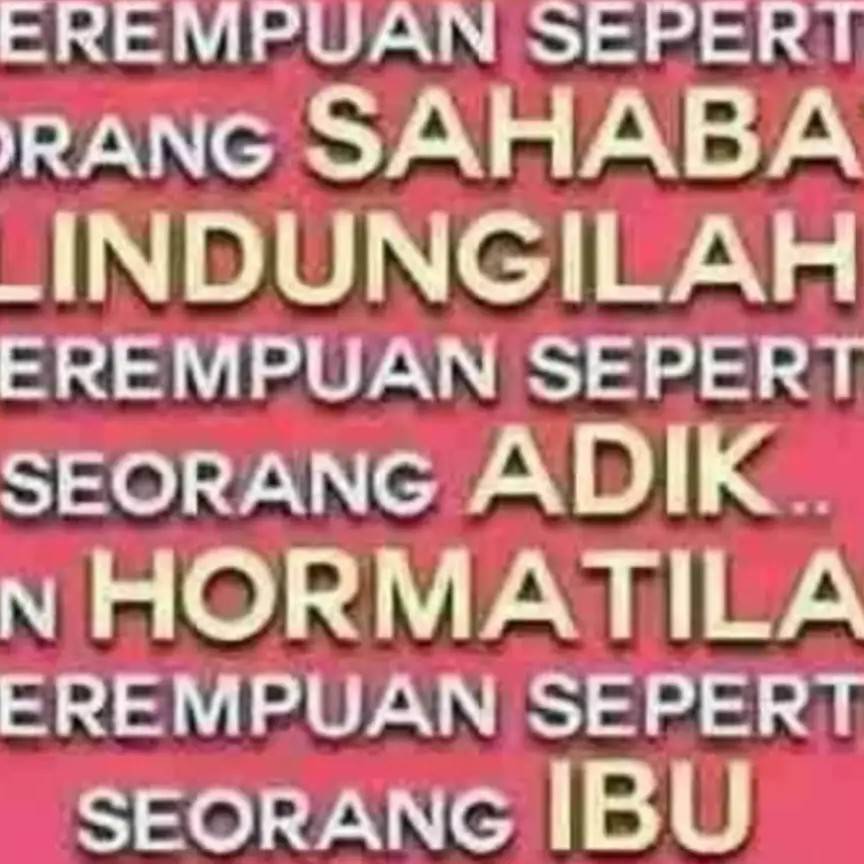 EREMPUAN SEPERT
ORANG SAHABA
LINDUNGILAH
EREMPUAN SEPERT
SEORANG ADIK..
N HORMATILA
EREMPUAN SEPERT
SEORANG IBU